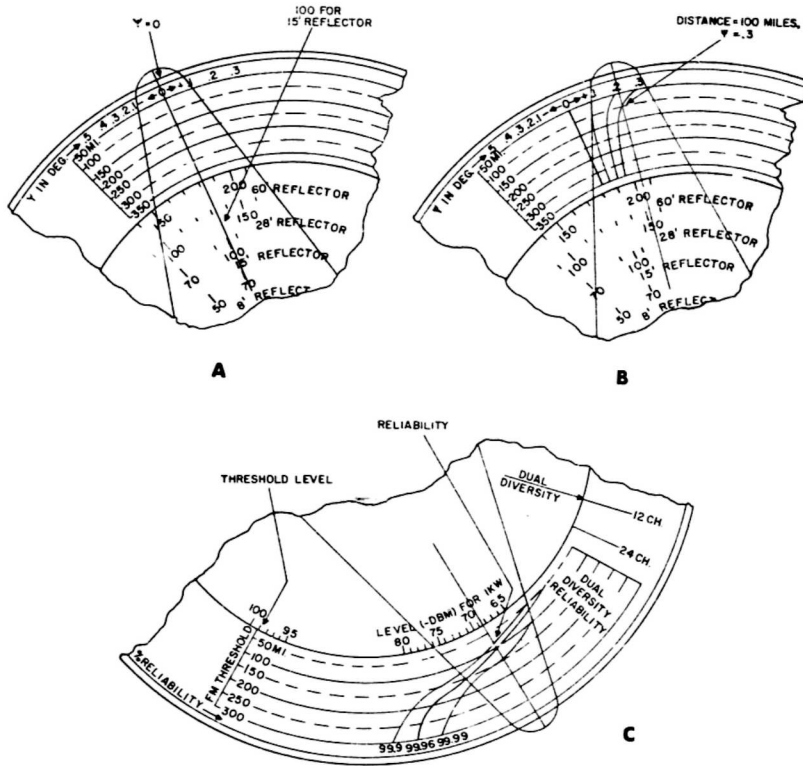 Ψ=0
100 FOR
15' REFLECTOR
.5 .4 .3 .2 .1 - 0 + .1 .2 .3
Y IN DEG.
50MI
100
150
200
250
300
350
150 200 60' REFLECTOR
100 150 28' REFLECTOR
70 100 15' REFLECTOR
50 70 8' REFLECT
A
DISTANCE=100 MILES,
Ψ=.3
.5 .4 .3 .2 .1 - 0 + .1 .2 .3
Ψ IN DEG
50MI
100
150
200
250
300
350
150 200 60' REFLECTOR
100 150 28' REFLECTOR
70 100 15' REFLECTOR
50 70 8' REFLECT
B
RELIABILITY
THRESHOLD LEVEL
DUAL
DIVERSITY
12 CH.
24 CH.
DUAL
DIVERSITY
RELIABILITY
LEVEL (-DBM) FOR 1KW
80 75 70 65
100 95
FM THRESHOLD
50MI
100
150
200
250
300
%RELIABILITY
99.9 99.96 99.99
C